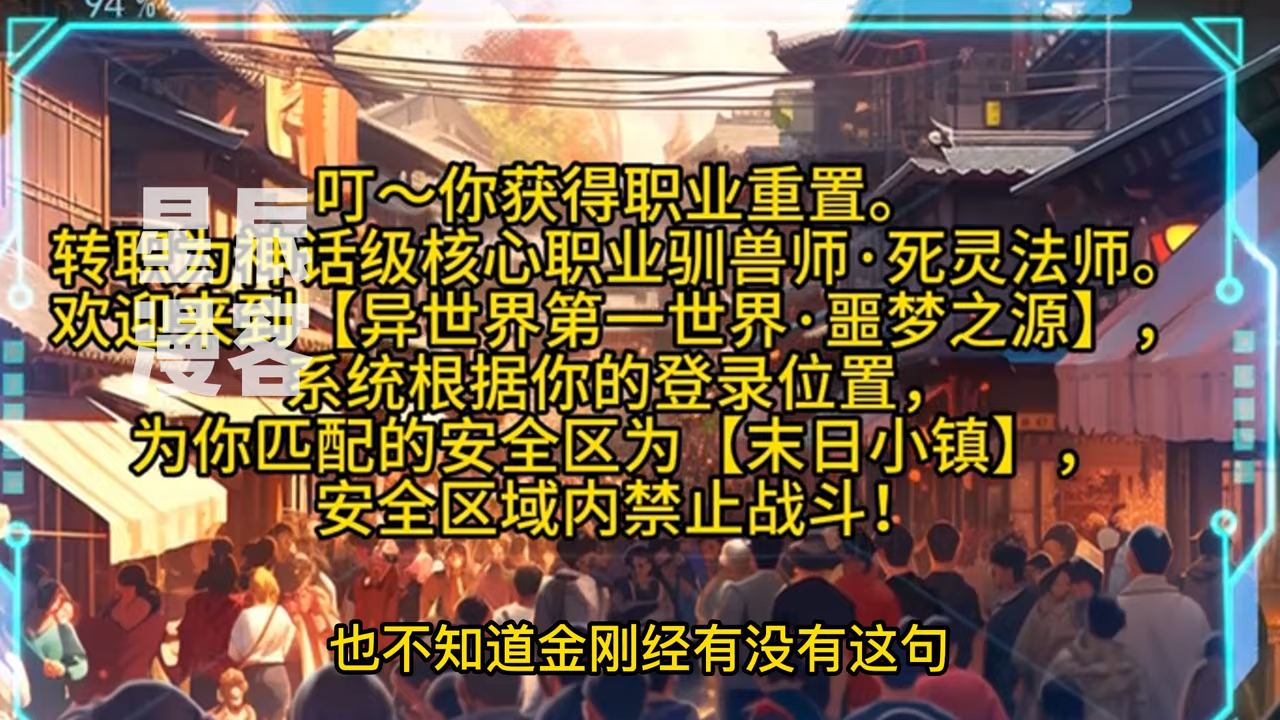 94%
叮～你获得职业重置。
转职为神话级核心职业驯兽师·死灵法师。
欢迎来到【异世界第一世界·噩梦之源】，
系统根据你的登录位置，
为你匹配的安全区为【末日小镇】，
安全区域内禁止战斗！
也不知道金刚经有没有这句